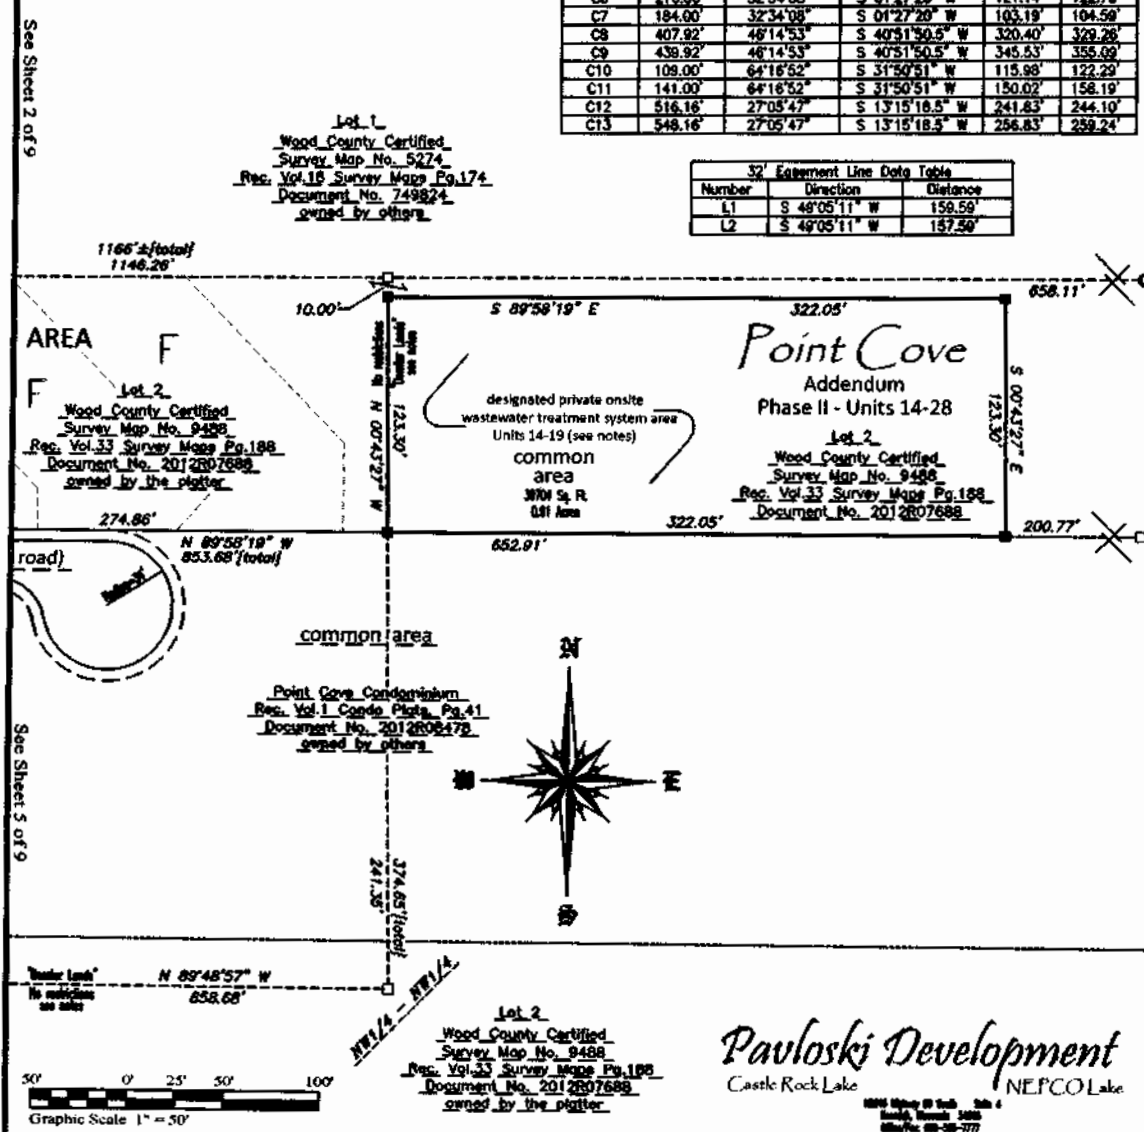 C7 184.00' 32°34'08" S 01°27'20" W 103.19' 104.59'
C8 407.92' 46°14'53" S 40°51'50.5" W 320.40' 329.26'
C9 439.92' 46°14'53" S 40°51'50.5" W 345.53' 355.09'
C10 109.00' 64°16'52" S 31°50'51" W 115.98' 122.29'
C11 141.00' 64°16'52" S 31°50'51" W 150.02' 158.19'
C12 516.16' 27°05'47" S 13°15'18.5" W 241.83' 244.10'
C13 548.16' 27°05'47" S 13°15'18.5" W 256.83' 259.24'
See Sheet 2 of 9
Lot 1
Wood County Certified
Survey Map No. 5274
Rec. Vol.18 Survey Maps Pg.174
Document No. 749824
owned by others
32' Easement Line Data Table
Number Direction Distance
L1 S 49°05'11" W 159.59'
L2 S 49°05'11" W 157.59'
1166'±{total}
1146.26'
658.11'
10.00'
S 89°58'19" E 322.05'
AREA
F
F
Lot 2
Wood County Certified
Survey Map No. 9488
Rec. Vol.33 Survey Maps Pg.188
Document No. 2012R07688
owned by the platter
No restrictions
see notes
N 00°43'27" W
123.30'
designated private onsite
wastewater treatment system area
Units 14-19 (see notes)
common
area
Point Cove
Addendum
Phase II - Units 14-28
Lot 2
Wood County Certified
Survey Map No. 9488
Rec. Vol.33 Survey Maps Pg.188
Document No. 2012R07688
S 00°43'27" E
123.30'
274.86'
N 89°58'19" W
853.68'{total}
652.91'
322.05'
200.77'
road}
common area
Point Cove Condominium
Rec. Vol.1 Condo Plats, Pg.41
Document No. 2012R08478
owned by others
See Sheet 5 of 9
374.65'{total}
241.35'
N 89°48'57" W
658.68'
No restrictions
see notes
NW1/4 - NW1/4
Lot 2
Wood County Certified
Survey Map No. 9488
Rec. Vol.33 Survey Maps Pg.188
Document No. 2012R07688
owned by the platter
50' 0' 25' 50' 100'
Graphic Scale 1" = 50'
Pavloski Development
Castle Rock Lake NEPCO Lake